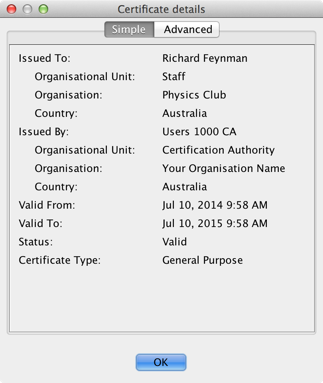 Certificate details
Simple Advanced
Issued To: Richard Feynman
Organisational Unit: Staff
Organisation: Physics Club
Country: Australia
Issued By: Users 1000 CA
Organisational Unit: Certification Authority
Organisation: Your Organisation Name
Country: Australia
Valid From: Jul 10, 2014 9:58 AM
Valid To: Jul 10, 2015 9:58 AM
Status: Valid
Certificate Type: General Purpose
OK